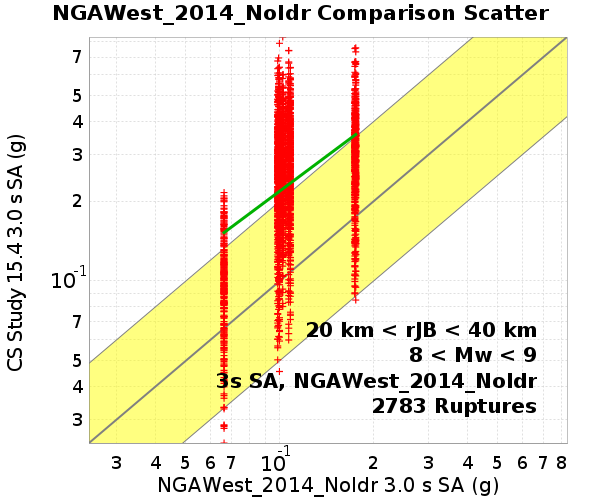 NGAWest_2014_NoIdr Comparison Scatter
CS Study 15.4 3.0 s SA (g)
7
5
4
3
2
10-1
7
5
4
3
20 km < rJB < 40 km
8 < Mw < 9
3s SA, NGAWest_2014_NoIdr
2783 Ruptures
3 4 5 6 7 10-1 2 3 4 5 6 7 8
NGAWest_2014_NoIdr 3.0 s SA (g)